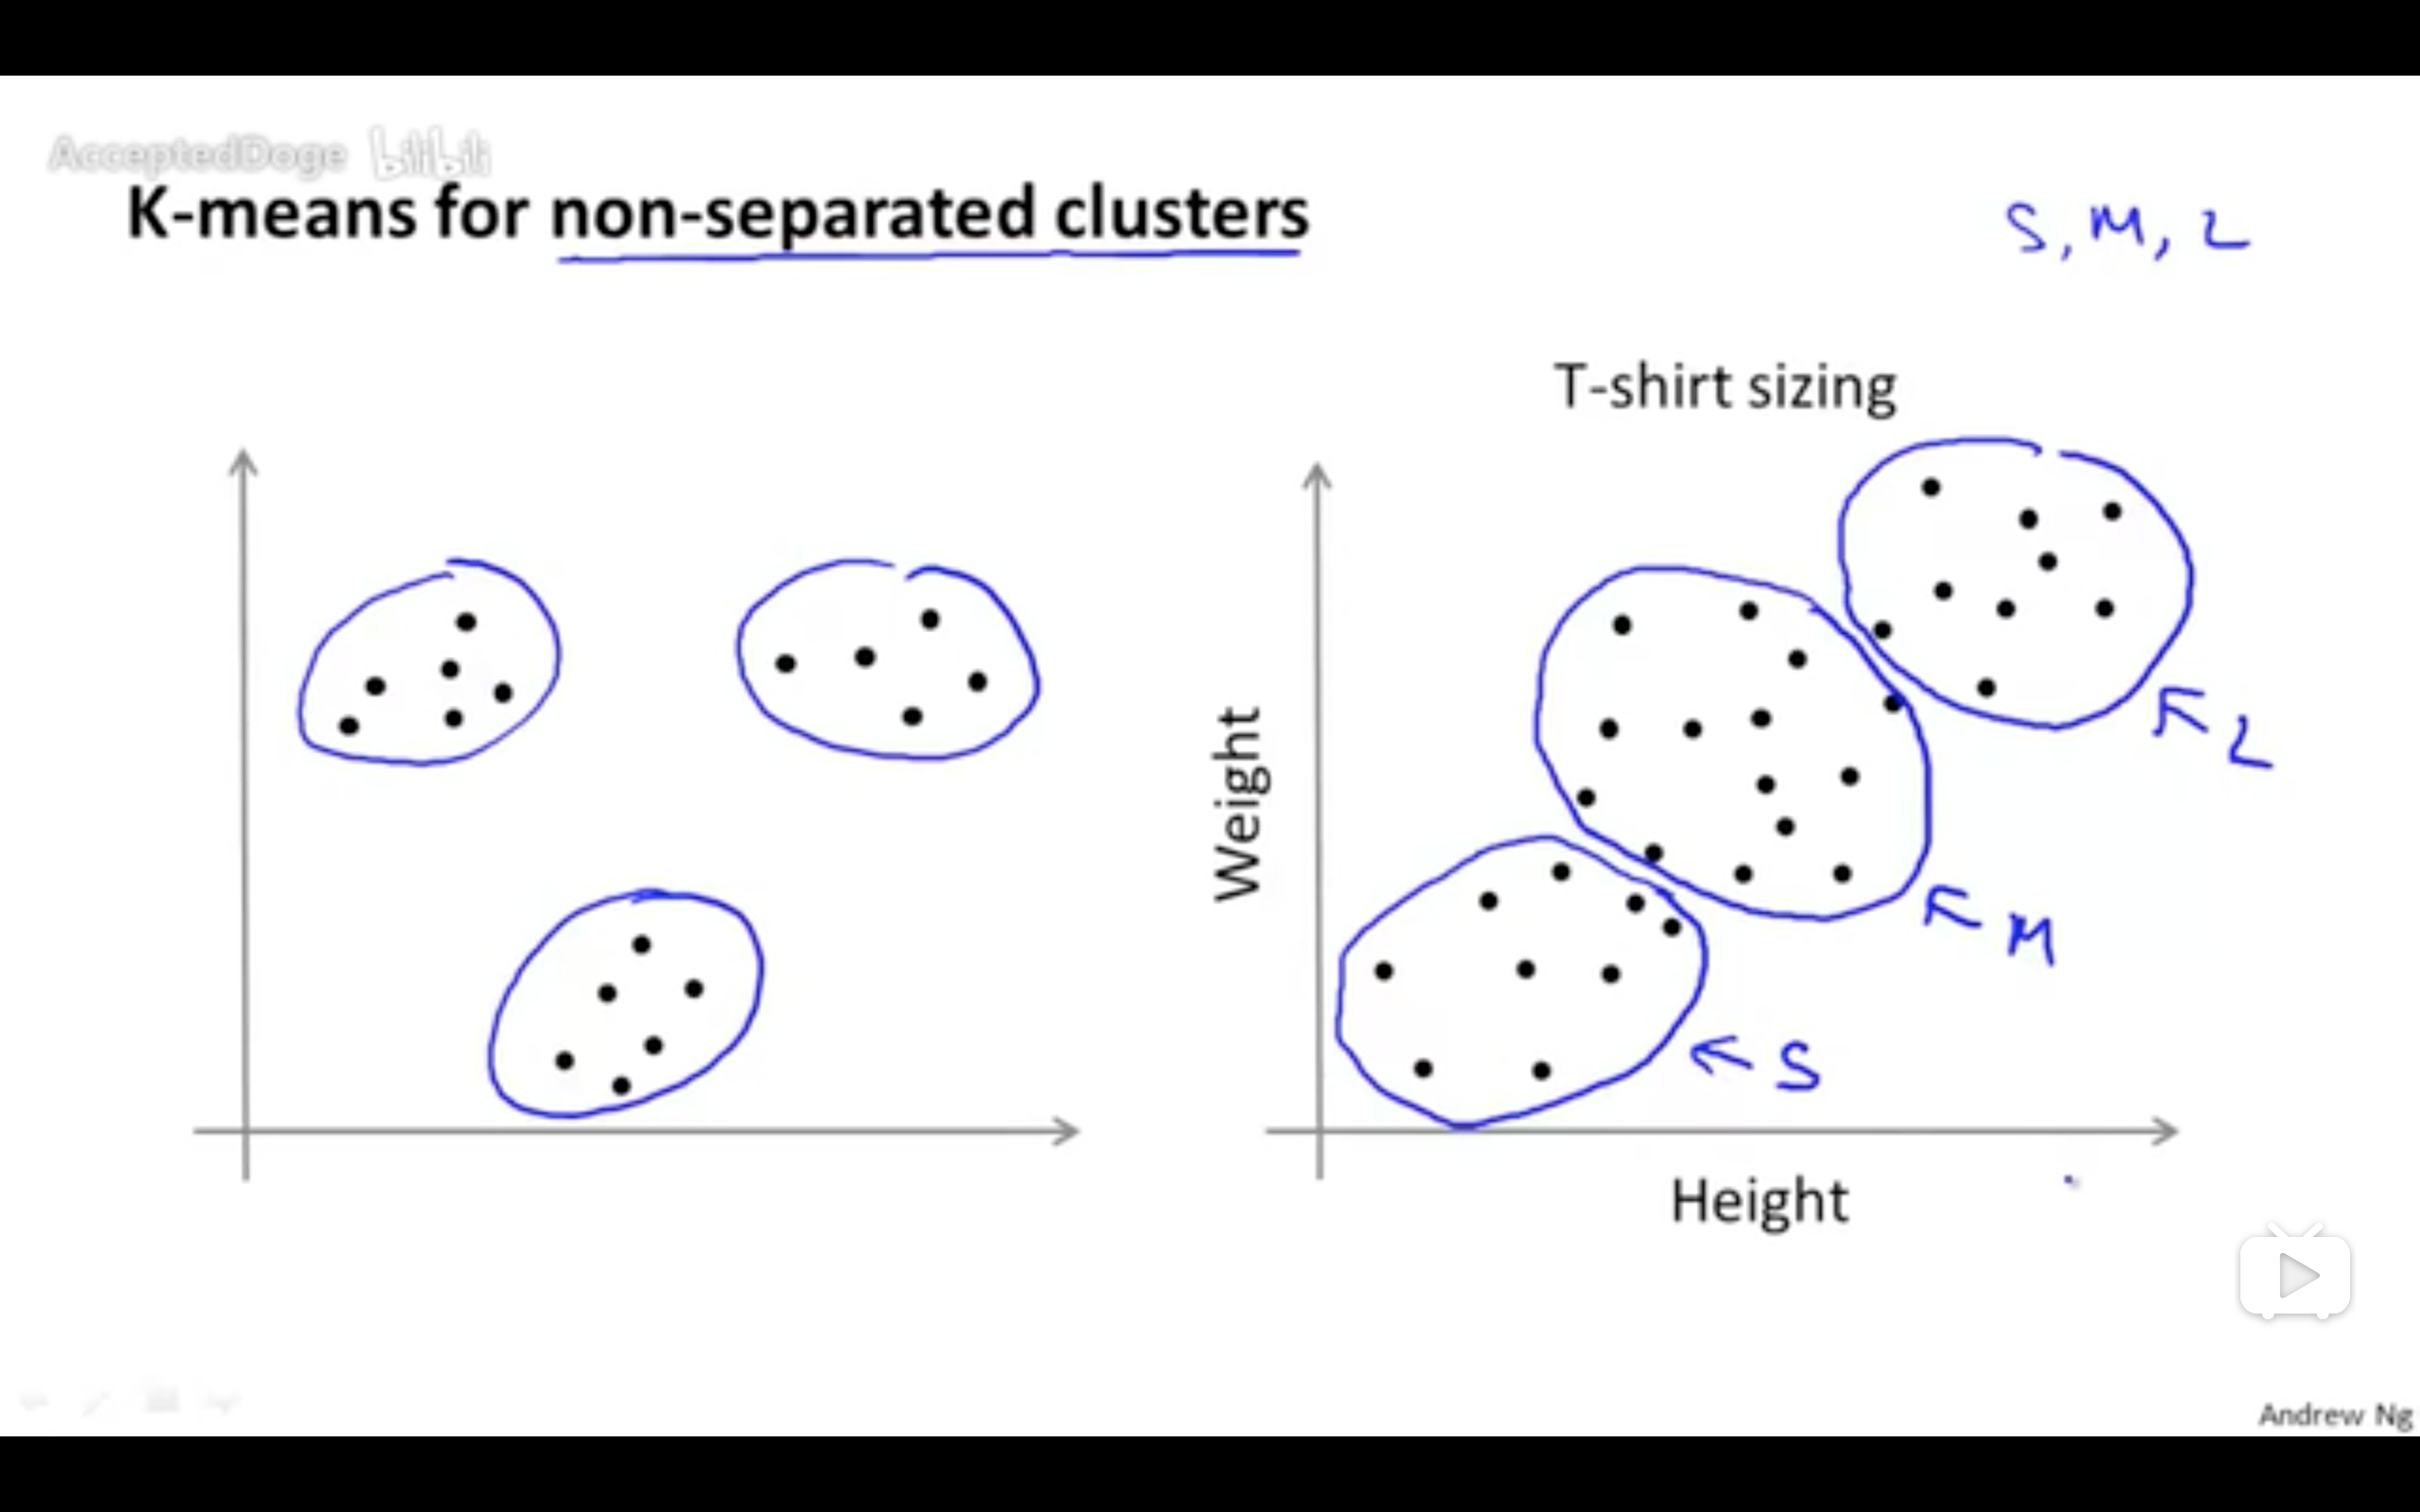 AcceptedDoge bilibili
K-means for non-separated clusters
S, M, L
T-shirt sizing
Weight
L
M
S
Height
Andrew Ng